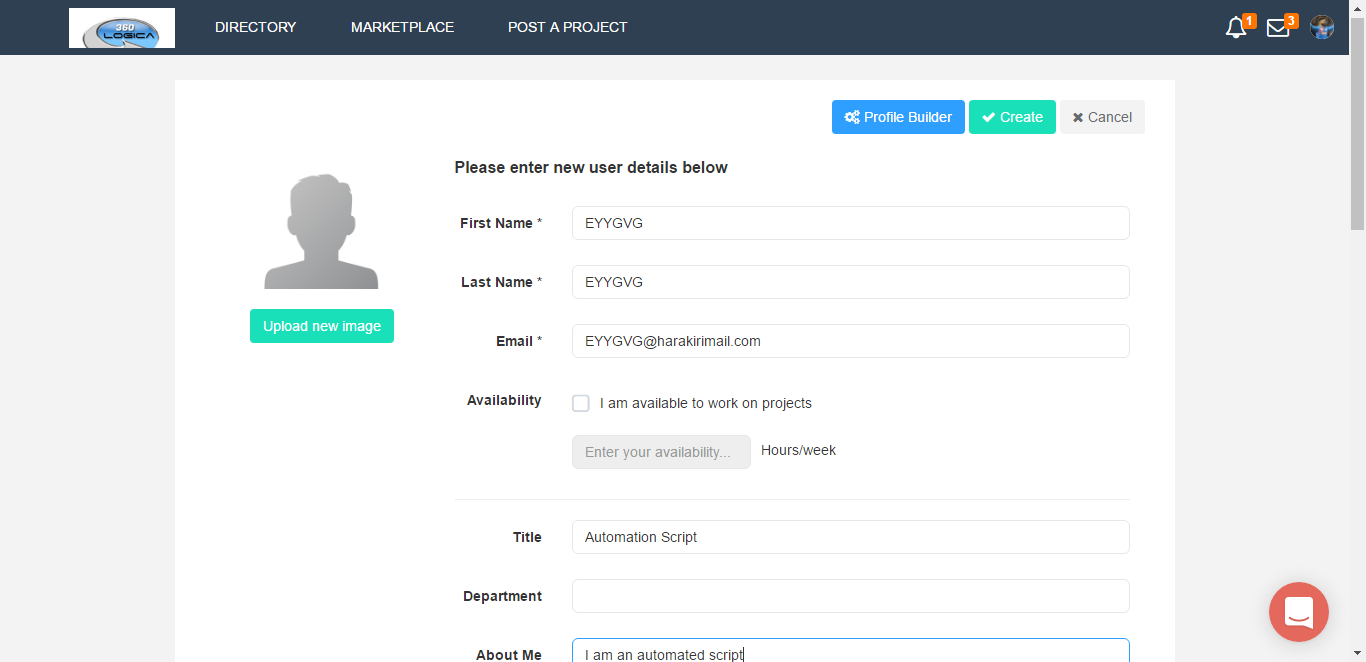 360
LOGICA
DIRECTORY MARKETPLACE POST A PROJECT 1 3
Profile Builder Create Cancel
Please enter new user details below
First Name * EYYGVG
Last Name * EYYGVG
Email * EYYGVG@harakirimail.com
Upload new image
Availability I am available to work on projects
Enter your availability... Hours/week
Title Automation Script
Department
About Me I am an automated script